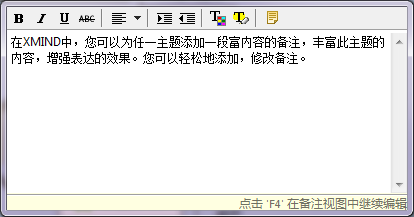 B I U ABC
在XMIND中，您可以为任一主题添加一段富内容的备注，丰富此主题的
内容，增强表达的效果。您可以轻松地添加，修改备注。
点击 'F4' 在备注视图中继续编辑